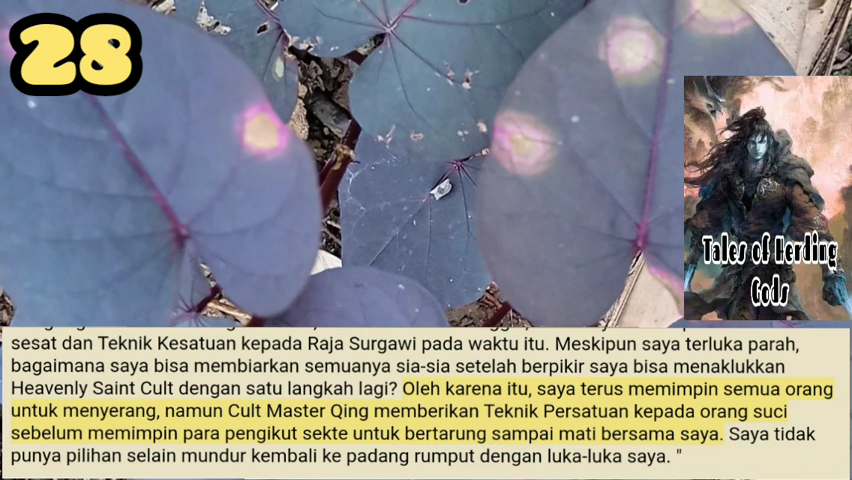 28
Tales of Herding
Gods
sesat dan Teknik Kesatuan kepada Raja Surgawi pada waktu itu. Meskipun saya terluka parah,
bagaimana saya bisa membiarkan semuanya sia-sia setelah berpikir saya bisa menaklukkan
Heavenly Saint Cult dengan satu langkah lagi? Oleh karena itu, saya terus memimpin semua orang
untuk menyerang, namun Cult Master Qing memberikan Teknik Persatuan kepada orang suci
sebelum memimpin para pengikut sekte untuk bertarung sampai mati bersama saya. Saya tidak
punya pilihan selain mundur kembali ke padang rumput dengan luka-luka saya. "